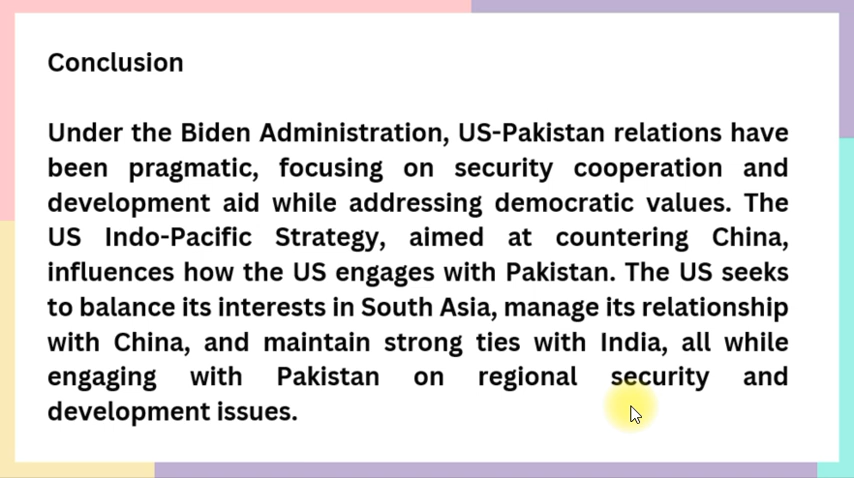 Conclusion
Under the Biden Administration, US-Pakistan relations have
been pragmatic, focusing on security cooperation and
development aid while addressing democratic values. The
US Indo-Pacific Strategy, aimed at countering China,
influences how the US engages with Pakistan. The US seeks
to balance its interests in South Asia, manage its relationship
with China, and maintain strong ties with India, all while
engaging with Pakistan on regional security and
development issues.